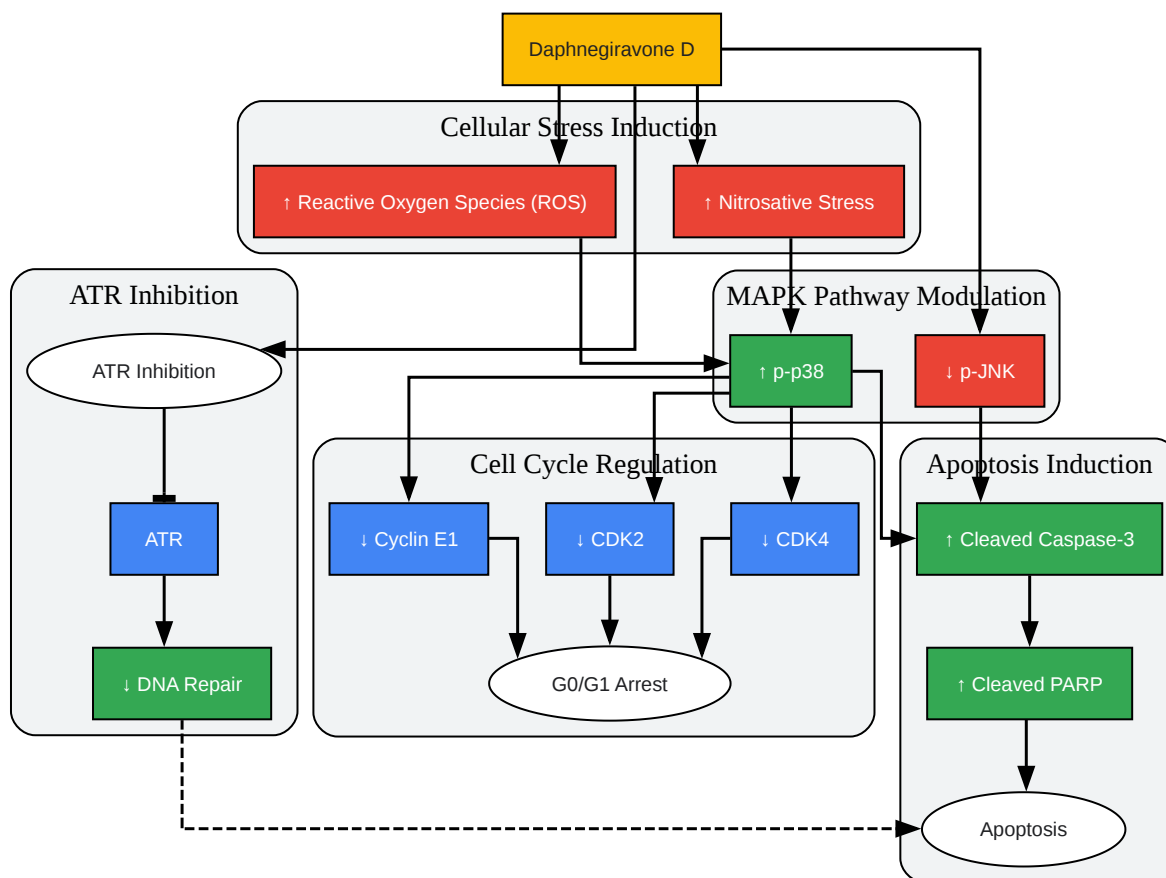 Daphnegiravone D
Cellular Stress Induction
↑ Reactive Oxygen Species (ROS)
↑ Nitrosative Stress
ATR Inhibition
MAPK Pathway Modulation
ATR Inhibition
↑ p-p38
↓ p-JNK
Cell Cycle Regulation
Apoptosis Induction
ATR
↓ Cyclin E1
↓ CDK2
↓ CDK4
↑ Cleaved Caspase-3
↓ DNA Repair
G0/G1 Arrest
↑ Cleaved PARP
Apoptosis